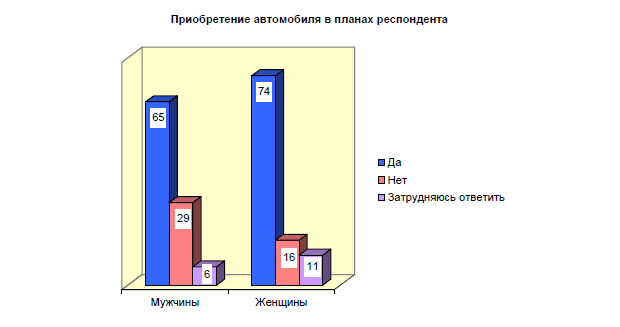 Приобретение автомобиля в планах респондента
74
65
29
16
11
6
Да
Нет
Затрудняюсь ответить
Мужчины
Женщины